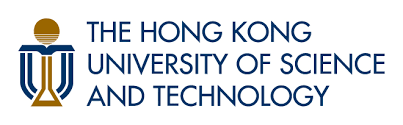 THE HONG KONG
UNIVERSITY OF SCIENCE
AND TECHNOLOGY